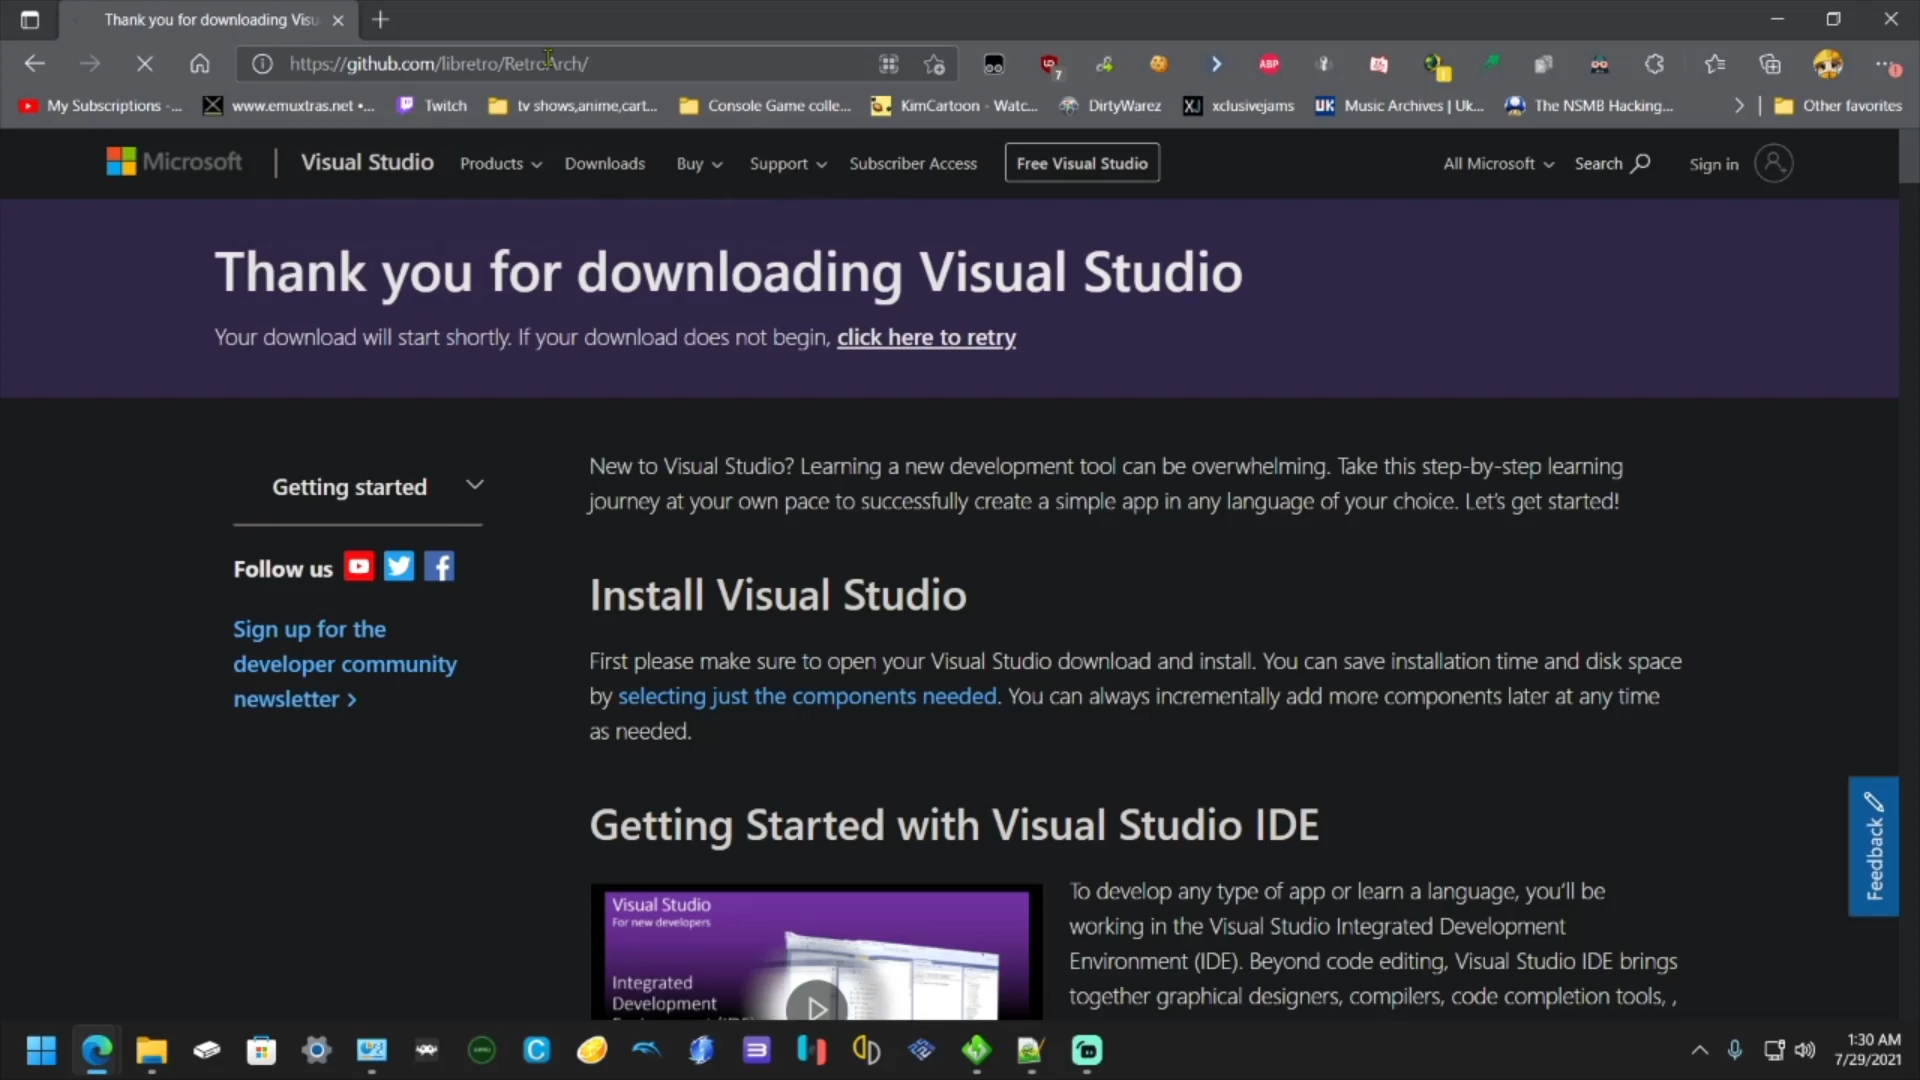 Thank you for downloading Visu
https://github.com/libretro/RetroArch/
7
ABP
My Subscriptions - ...
www.emuxtras.net •...
Twitch
tv shows,anime,cart...
Console Game colle...
KimCartoon - Watc...
DirtyWarez
XJ
xclusivejams
UK
Music Archives | Uk...
The NSMB Hacking...
Other favorites
Microsoft
Visual Studio
Products
Downloads
Buy
Support
Subscriber Access
Free Visual Studio
All Microsoft
Search
Sign in
Thank you for downloading Visual Studio
Your download will start shortly. If your download does not begin, click here to retry
Getting started
Follow us
Sign up for the
developer community
newsletter >
New to Visual Studio? Learning a new development tool can be overwhelming. Take this step-by-step learning
journey at your own pace to successfully create a simple app in any language of your choice. Let's get started!
Install Visual Studio
First please make sure to open your Visual Studio download and install. You can save installation time and disk space
by selecting just the components needed. You can always incrementally add more components later at any time
as needed.
Feedback
Getting Started with Visual Studio IDE
Visual Studio
For new developers
Integrated
Development
To develop any type of app or learn a language, you'll be
working in the Visual Studio Integrated Development
Environment (IDE). Beyond code editing, Visual Studio IDE brings
together graphical designers, compilers, code completion tools, ,
1:30 AM
7/29/2021